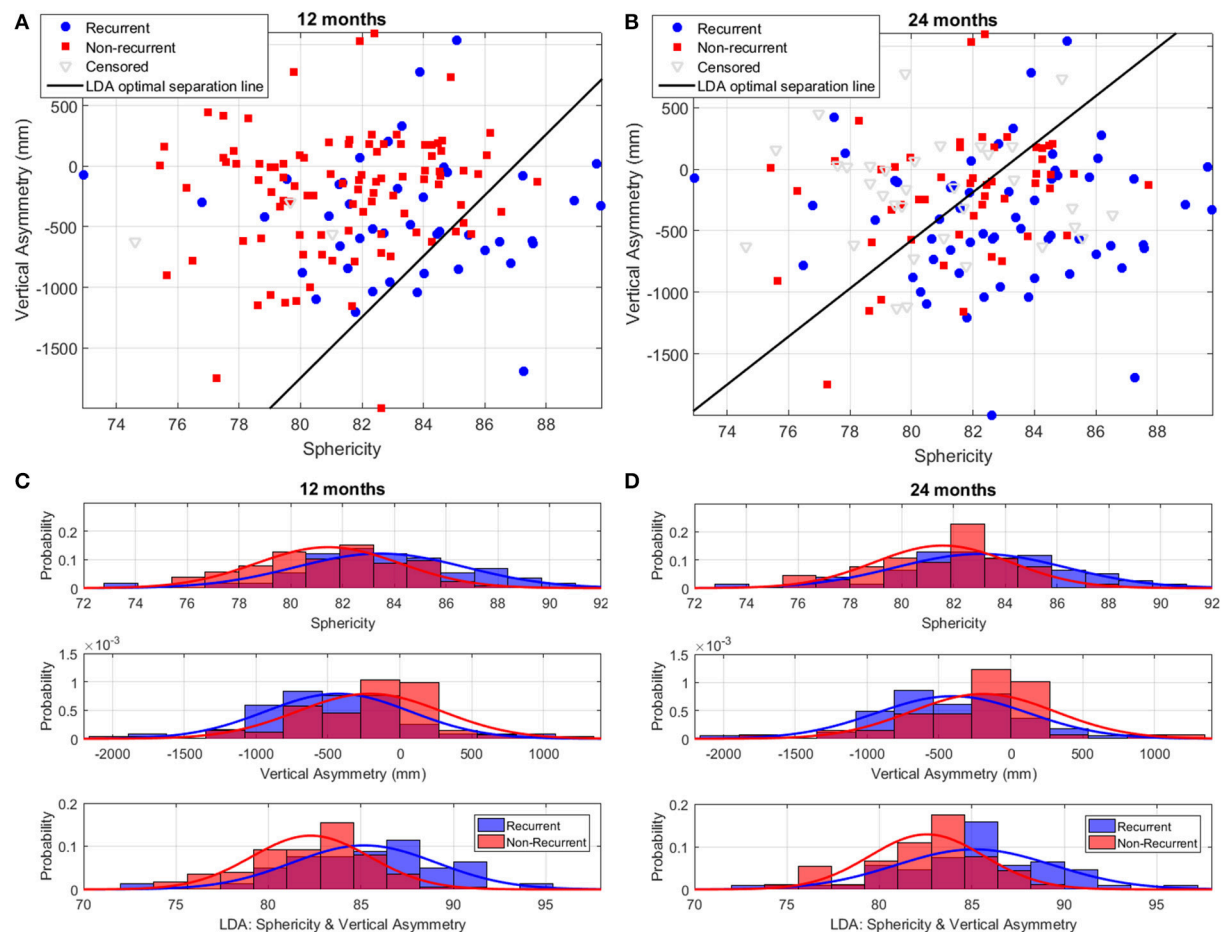 A
12 months
Recurrent
Non-recurrent
Censored
LDA optimal separation line
Vertical Asymmetry (mm)
500
0
-500
-1000
-1500
74 76 78 80 82 84 86 88
Sphericity
B
24 months
Recurrent
Non-recurrent
Censored
LDA optimal separation line
Vertical Asymmetry (mm)
500
0
-500
-1000
-1500
74 76 78 80 82 84 86 88
Sphericity
C
12 months
Probability
0.2
0.1
0
72 74 76 78 80 82 84 86 88 90 92
Sphericity
×10-3
Probability
1.5
1
0.5
0
-2000 -1500 -1000 -500 0 500 1000
Vertical Asymmetry (mm)
Probability
0.2
0.1
0
Recurrent
Non-Recurrent
70 75 80 85 90 95
LDA: Sphericity & Vertical Asymmetry
D
24 months
Probability
0.2
0.1
0
72 74 76 78 80 82 84 86 88 90 92
Sphericity
×10-3
Probability
1.5
1
0.5
0
-2000 -1500 -1000 -500 0 500 1000
Vertical Asymmetry (mm)
Probability
0.2
0.1
0
Recurrent
Non-Recurrent
70 75 80 85 90 95
LDA: Sphericity & Vertical Asymmetry